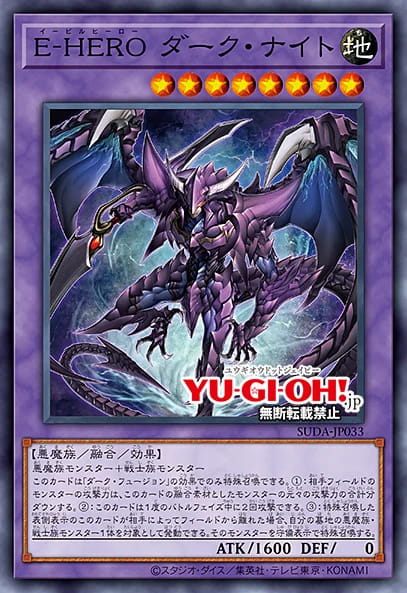 イービルヒーロー
E-HERO ダーク・ナイト 地
ユウギオウドットジェイピー
YU-GI-OH!.jp
無断転載禁止
SUDA-JP033
【悪魔族／融合／効果】
悪魔族モンスター＋戦士族モンスター
このカードは「ダーク・フュージョン」の効果でのみ特殊召喚できる。①：相手フィールド
のモンスターの攻撃力は、このカードの融合素材としたモンスターの元々の攻撃力の合計分
ダウンする。②：このカードは１度のバトルフェイズ中に２回攻撃できる。③：特殊召喚した
表側表示のこのカードが相手によってフィールドから離れた場合、自分の墓地の悪魔族・
戦士族モンスター１体を対象として発動できる。そのモンスターを守備表示で特殊召喚する。
ATK/1600 DEF/ 0
©スタジオ・ダイス／集英社・テレビ東京・KONAMI